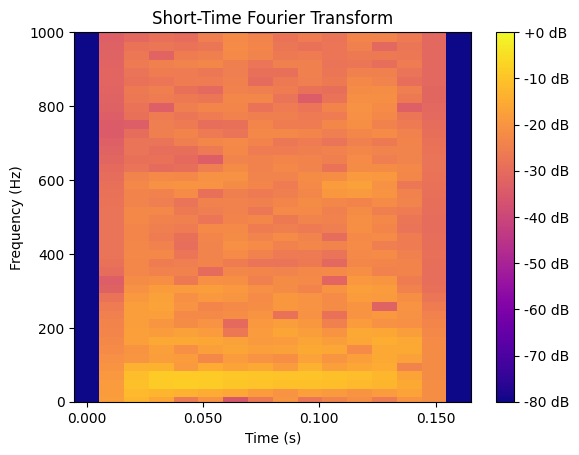 Short-Time Fourier Transform
1000
800
600
400
200
0
Frequency (Hz)
0.000
0.050
0.100
0.150
Time (s)
+0 dB
-10 dB
-20 dB
-30 dB
-40 dB
-50 dB
-60 dB
-70 dB
-80 dB